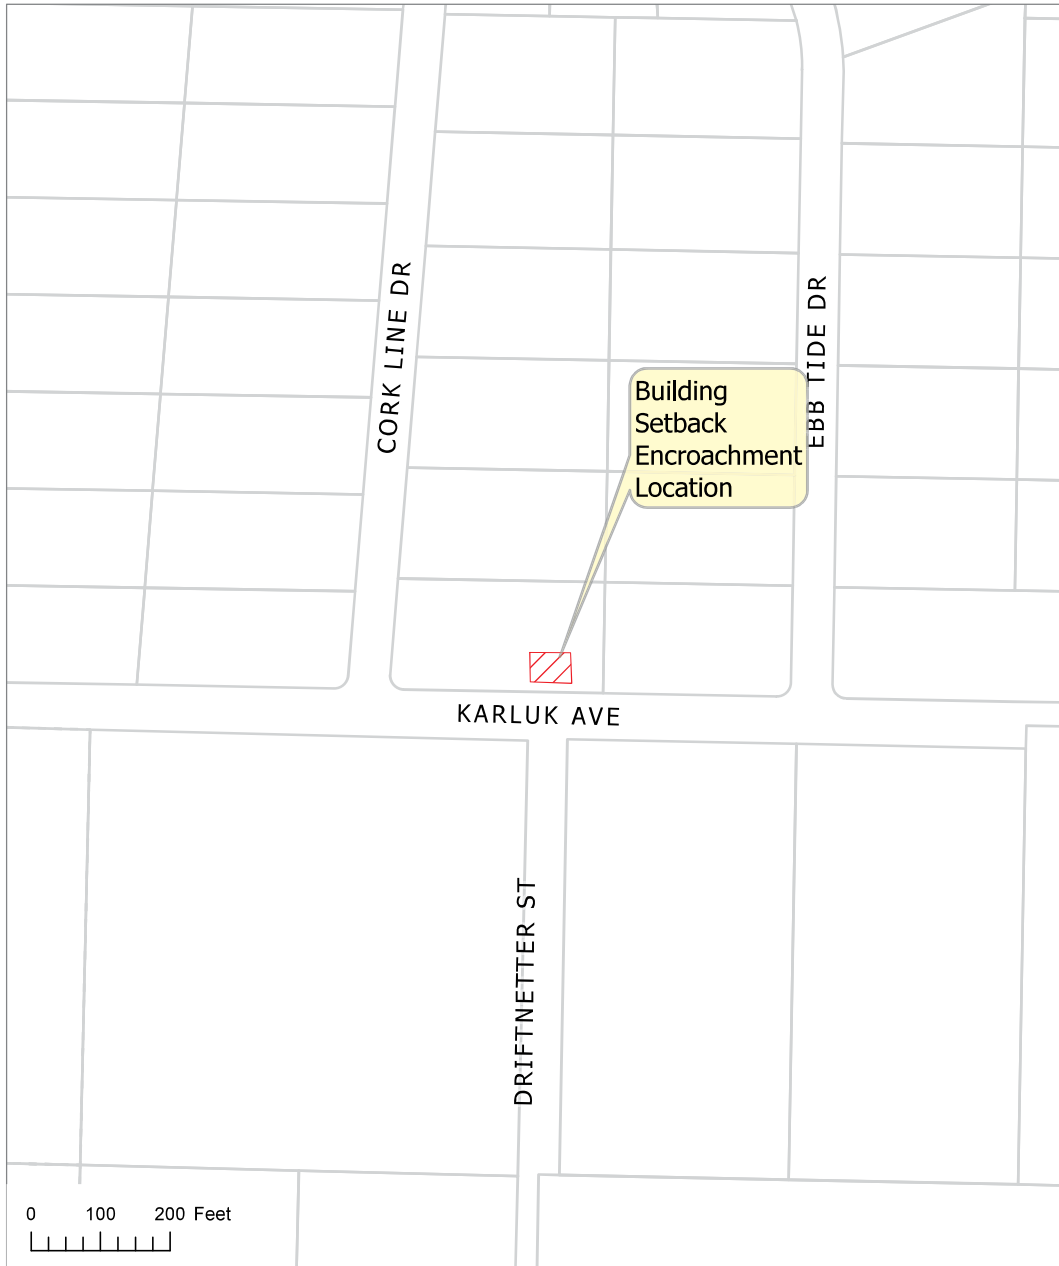 CORK LINE DR
EBB TIDE DR
Building
Setback
Encroachment
Location
KARLUK AVE
DRIFTNETTER ST
0 100 200 Feet